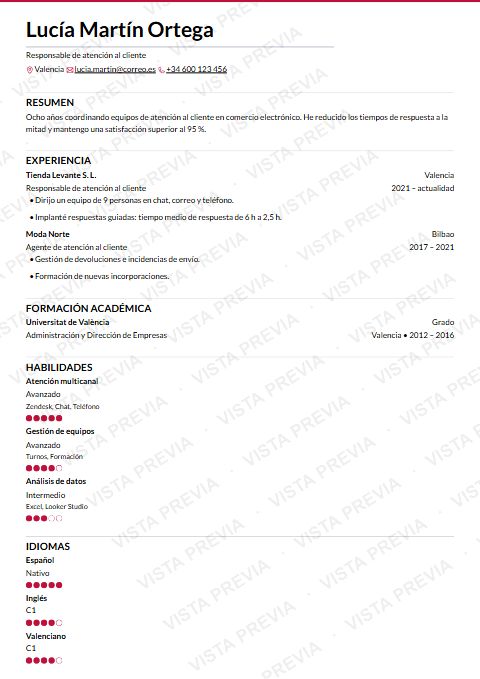 Lucía Martín Ortega
Responsable de atención al cliente
Valencia lucia.martin@correo.es +34 600 123 456
RESUMEN
Ocho años coordinando equipos de atención al cliente en comercio electrónico. He reducido los tiempos de respuesta a la
mitad y mantengo una satisfacción superior al 95 %.
EXPERIENCIA
Tienda Levante S. L. Valencia
Responsable de atención al cliente 2021 – actualidad
• Dirijo un equipo de 9 personas en chat, correo y teléfono.
• Implanté respuestas guiadas: tiempo medio de respuesta de 6 h a 2,5 h.
Moda Norte Bilbao
Agente de atención al cliente 2017 – 2021
• Gestión de devoluciones e incidencias de envío.
• Formación de nuevas incorporaciones.
FORMACIÓN ACADÉMICA
Universitat de València Grado
Administración y Dirección de Empresas Valencia • 2012 – 2016
HABILIDADES
Atención multicanal
Avanzado
Zendesk, Chat, Teléfono
Gestión de equipos
Avanzado
Turnos, Formación
Análisis de datos
Intermedio
Excel, Looker Studio
IDIOMAS
Español
Nativo
Inglés
C1
Valenciano
C1
VISTA PREVIA